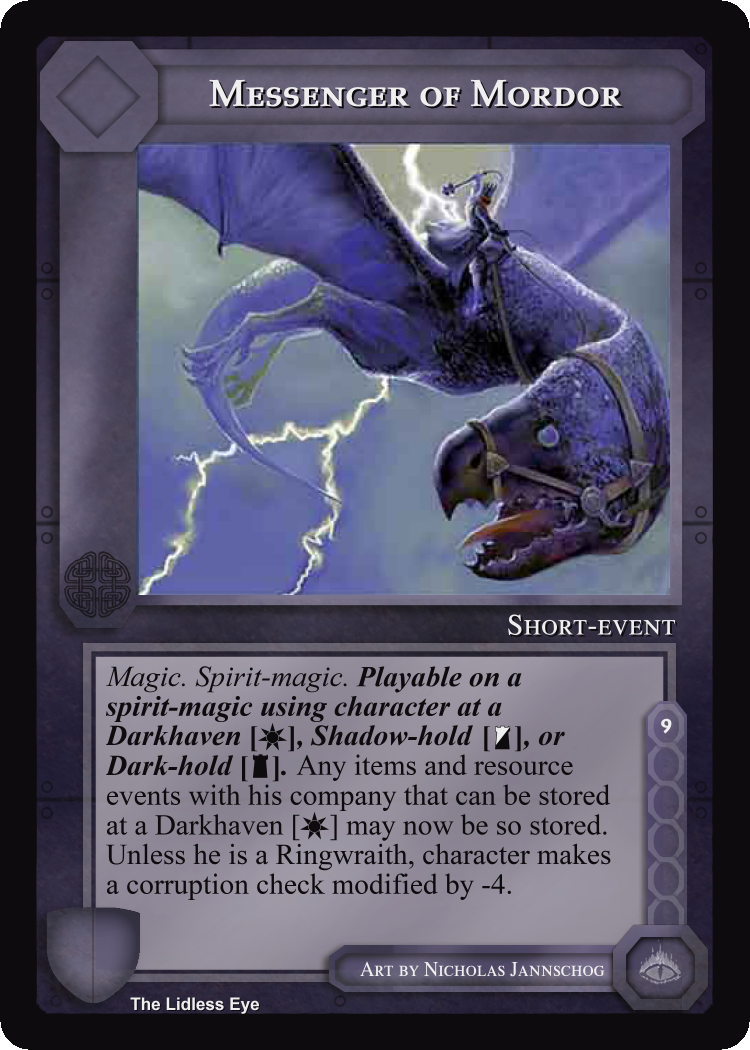 Messenger of Mordor
Short-event
Magic. Spirit-magic. Playable on a
spirit-magic using character at a
Darkhaven [], Shadow-hold [], or
Dark-hold []. Any items and resource
events with his company that can be stored
at a Darkhaven [] may now be so stored.
Unless he is a Ringwraith, character makes
a corruption check modified by -4.
9
Art by Nicholas Jannschog
The Lidless Eye